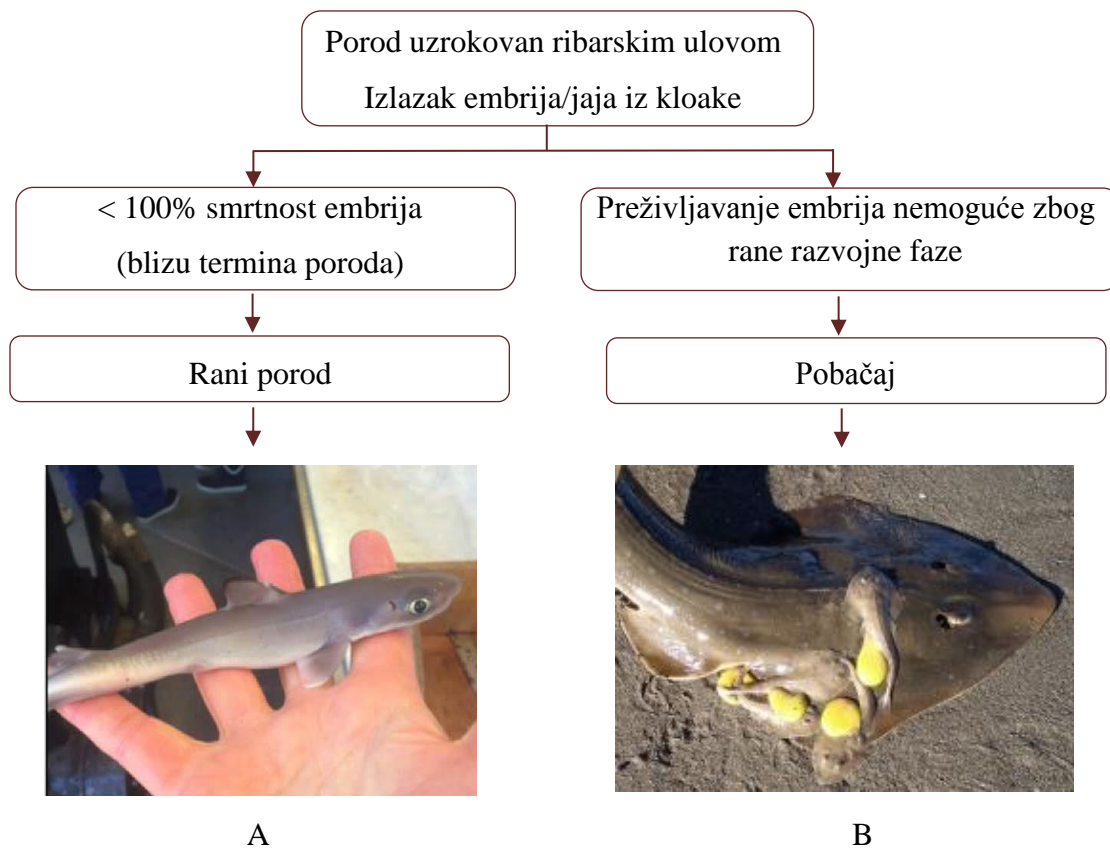 Porod uzrokovan ribarskim ulovom
Izlazak embrija/jaja iz kloake
< 100% smrtnost embrija
(blizu termina poroda)
Preživljavanje embrija nemoguće zbog
rane razvojne faze
Rani porod
Pobačaj
A
B